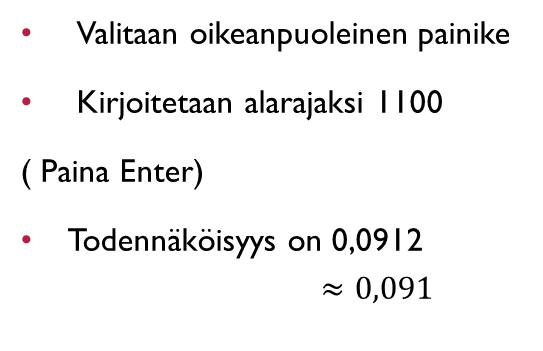 • Valitaan oikeanpuoleinen painike
• Kirjoitetaan alarajaksi 1100
( Paina Enter)
• Todennäköisyys on 0,0912
≈ 0,091